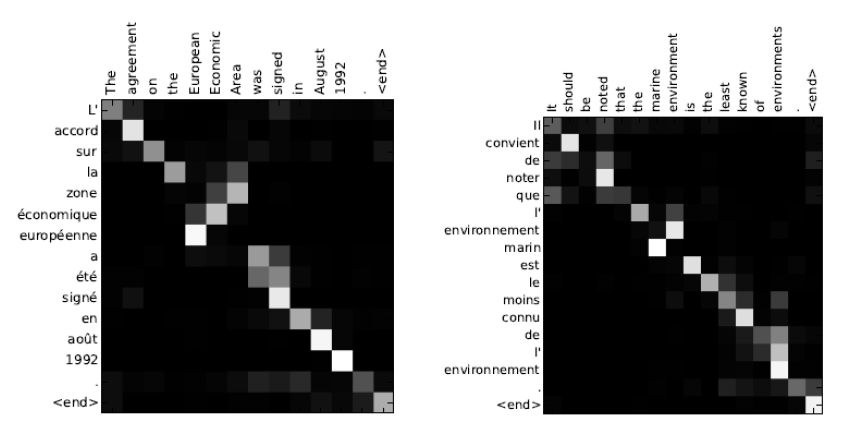 The
agreement
on
the
European
Economic
Area
was
signed
in
August
1992
.
<end>
L'
accord
sur
la
zone
économique
européenne
a
été
signé
en
août
1992
.
<end>
It
should
be
noted
that
the
marine
environment
is
the
least
known
of
environments
.
<end>
Il
convient
de
noter
que
l'
environnement
marin
est
le
moins
connu
de
l'
environnement
.
<end>